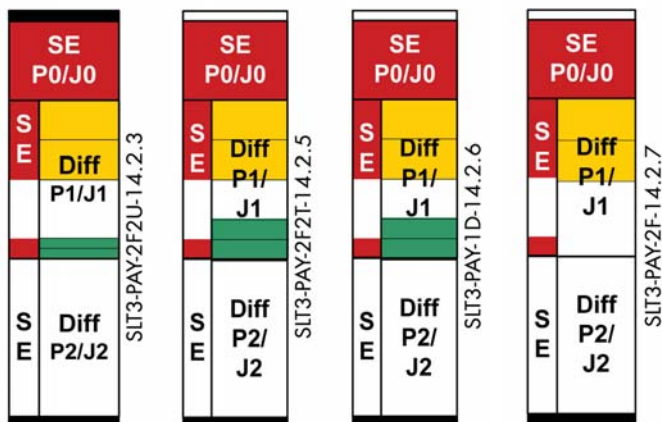 SE
P0/J0
S
E
Diff
P1/J1
S
E
Diff
P2/J2
SLT3-PAY-2F2U-14.2.3
SE
P0/J0
S
E
Diff
P1/
J1
S
E
Diff
P2/
J2
SLT3-PAY-2F2T-14.2.5
SE
P0/J0
S
E
Diff
P1/
J1
S
E
Diff
P2/
J2
SLT3-PAY-1D-14.2.6
SE
P0/J0
S
E
Diff
P1/
J1
S
E
Diff
P2/
J2
SLT3-PAY-2F-14.2.7